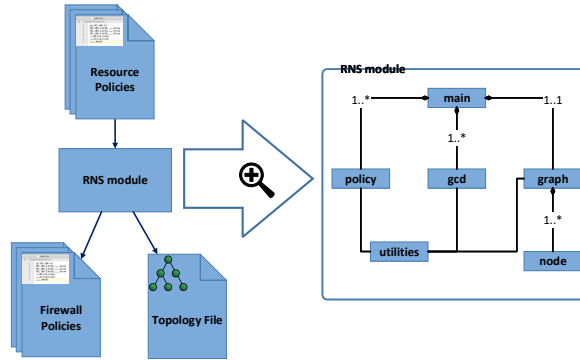 Resource
Policies
RNS module
Firewall
Policies
Topology File
RNS module
main
1..*
1..*
1..1
policy
gcd
graph
1..*
utilities
node